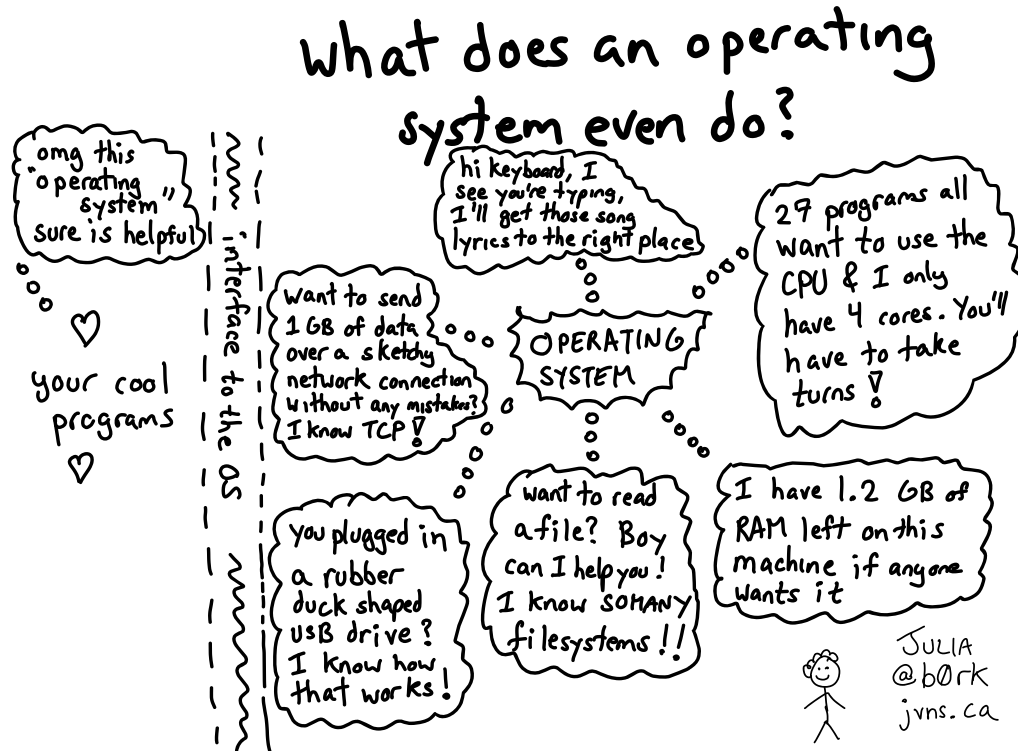 what does an operating
system even do?
omg this
"operating
system"
sure is helpful
your cool
programs
interface to the OS
hi keyboard, I
see you're typing,
I'll get those song
lyrics to the right place
27 programs all
want to use the
CPU & I only
have 4 cores. You'll
have to take
turns!
want to send
1 GB of data
over a sketchy
network connection
without any mistakes?
I know TCP!
OPERATING
SYSTEM
you plugged in
a rubber
duck shaped
USB drive?
I know how
that works!
want to read
a file? Boy
can I help you!
I know SO MANY
filesystems!!
I have 1.2 GB of
RAM left on this
machine if anyone
wants it
JULIA
@b0rk
jvns.ca